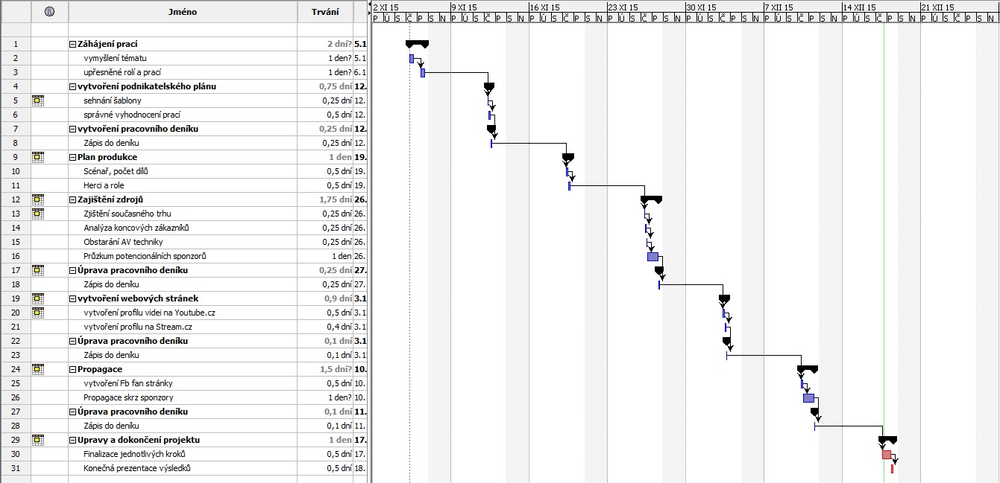 Jméno Trvání
2 XI 15 9 XI 15 16 XI 15 23 XI 15 30 XI 15 7 XII 15 14 XII 15 21 XII 15
P Ú S Č P S N P Ú S Č P S N P Ú S Č P S N P Ú S Č P S N P Ú S Č P S N P Ú S Č P S N P Ú S Č P S N P Ú S Č P S N
1 Záhájení prací 2 dní? 5.1
2 vymyšlení tématu 1 den? 5.1
3 upřesněné rolí a prací 1 den? 6.1
4 vytvoření podnikatelského plánu 0,75 dní 12.
5 sehnání šablony 0,25 dní 12.
6 správné vyhodnocení prací 0,5 dní 12.
7 vytvoření pracovního deníku 0,25 dní 12.
8 Zápis do deníku 0,25 dní 12.
9 Plan produkce 1 den 19.
10 Scénař, počet dílů 0,5 dní 19.
11 Herci a role 0,5 dní 19.
12 Zajištění zdrojů 1,75 dní 26.
13 Zjištění současného trhu 0,25 dní 26.
14 Analýza koncových zákazníků 0,25 dní 26.
15 Obstarání AV techniky 0,25 dní 26.
16 Průzkum potencionálních sponzorů 1 den 26.
17 Úprava pracovního deníku 0,25 dní 27.
18 Zápis do deníku 0,25 dní 27.
19 vytvoření webových stránek 0,9 dní 3.1
20 vytvoření profilu videi na Youtube.cz 0,5 dní 3.1
21 vytvoření profilu na Stream.cz 0,4 dní 3.1
22 Úprava pracovního deníku 0,1 dní 3.1
23 Zápis do deníku 0,1 dní 3.1
24 Propagace 1,5 dní? 10.
25 vytvoření Fb fan stránky 0,5 dní 10.
26 Propagace skrz sponzory 1 den? 10.
27 Úprava pracovního deníku 0,1 dní 11.
28 Zápis do deníku 0,1 dní 11.
29 Upravy a dokončení projektu 1 den 17.
30 Finalizace jednotlivých kroků 0,5 dní 17.
31 Konečná prezentace výsledků 0,5 dní 18.